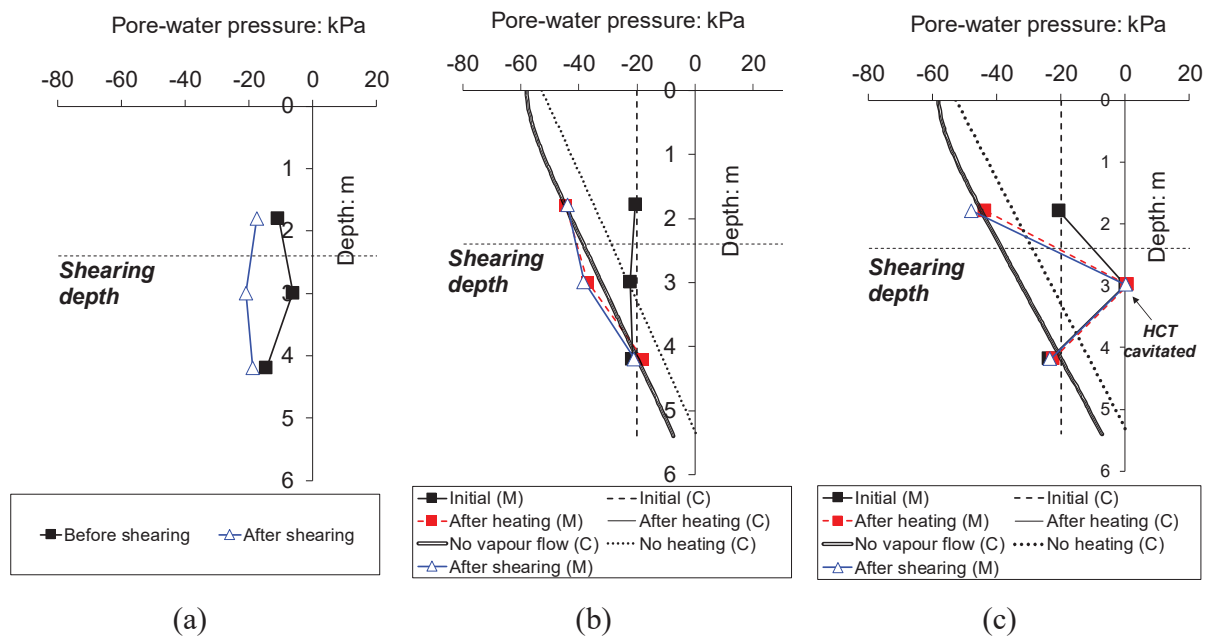 Pore-water pressure: kPa
-80 -60 -40 -20 0 20
0
1
2
3
4
5
6
Depth: m
Shearing
depth
Before shearing After shearing
(a)
Pore-water pressure: kPa
-80 -60 -40 -20 0 20
0
1
2
3
4
5
6
Depth: m
Shearing
depth
Initial (M) Initial (C)
After heating (M) After heating (C)
No vapour flow (C) No heating (C)
After shearing (M)
(b)
Pore-water pressure: kPa
-80 -60 -40 -20 0 20
0
1
2
3
4
5
6
Depth: m
Shearing
depth
HCT
cavitated
Initial (M) Initial (C)
After heating (M) After heating (C)
No vapour flow (C) No heating (C)
After shearing (M)
(c)